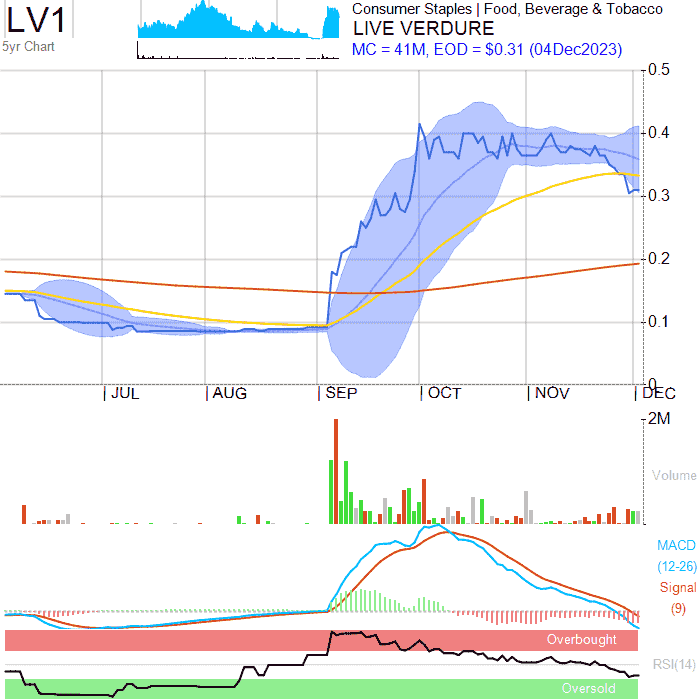 LV1
5yr Chart
Consumer Staples | Food, Beverage & Tobacco
LIVE VERDURE
MC = 41M, EOD = $0.31 (04Dec2023)
0.5
0.4
0.3
0.2
0.1
0
JUL AUG SEP OCT NOV DEC
2M
Volume
MACD
(12-26)
Signal
(9)
Overbought
RSI(14)
Oversold